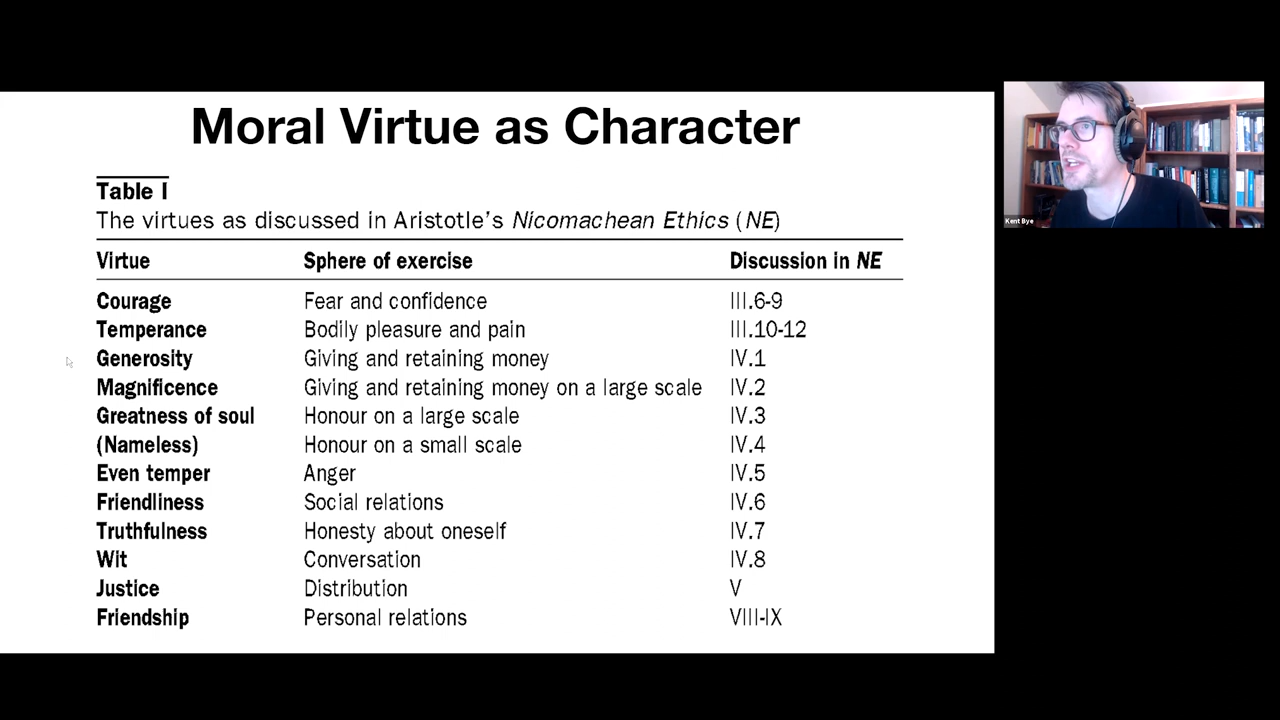 Moral Virtue as Character
Table I
The virtues as discussed in Aristotle's Nicomachean Ethics (NE)
Virtue Sphere of exercise Discussion in NE
Courage Fear and confidence III.6-9
Temperance Bodily pleasure and pain III.10-12
Generosity Giving and retaining money IV.1
Magnificence Giving and retaining money on a large scale IV.2
Greatness of soul Honour on a large scale IV.3
(Nameless) Honour on a small scale IV.4
Even temper Anger IV.5
Friendliness Social relations IV.6
Truthfulness Honesty about oneself IV.7
Wit Conversation IV.8
Justice Distribution V
Friendship Personal relations VIII-IX
Kent Bye